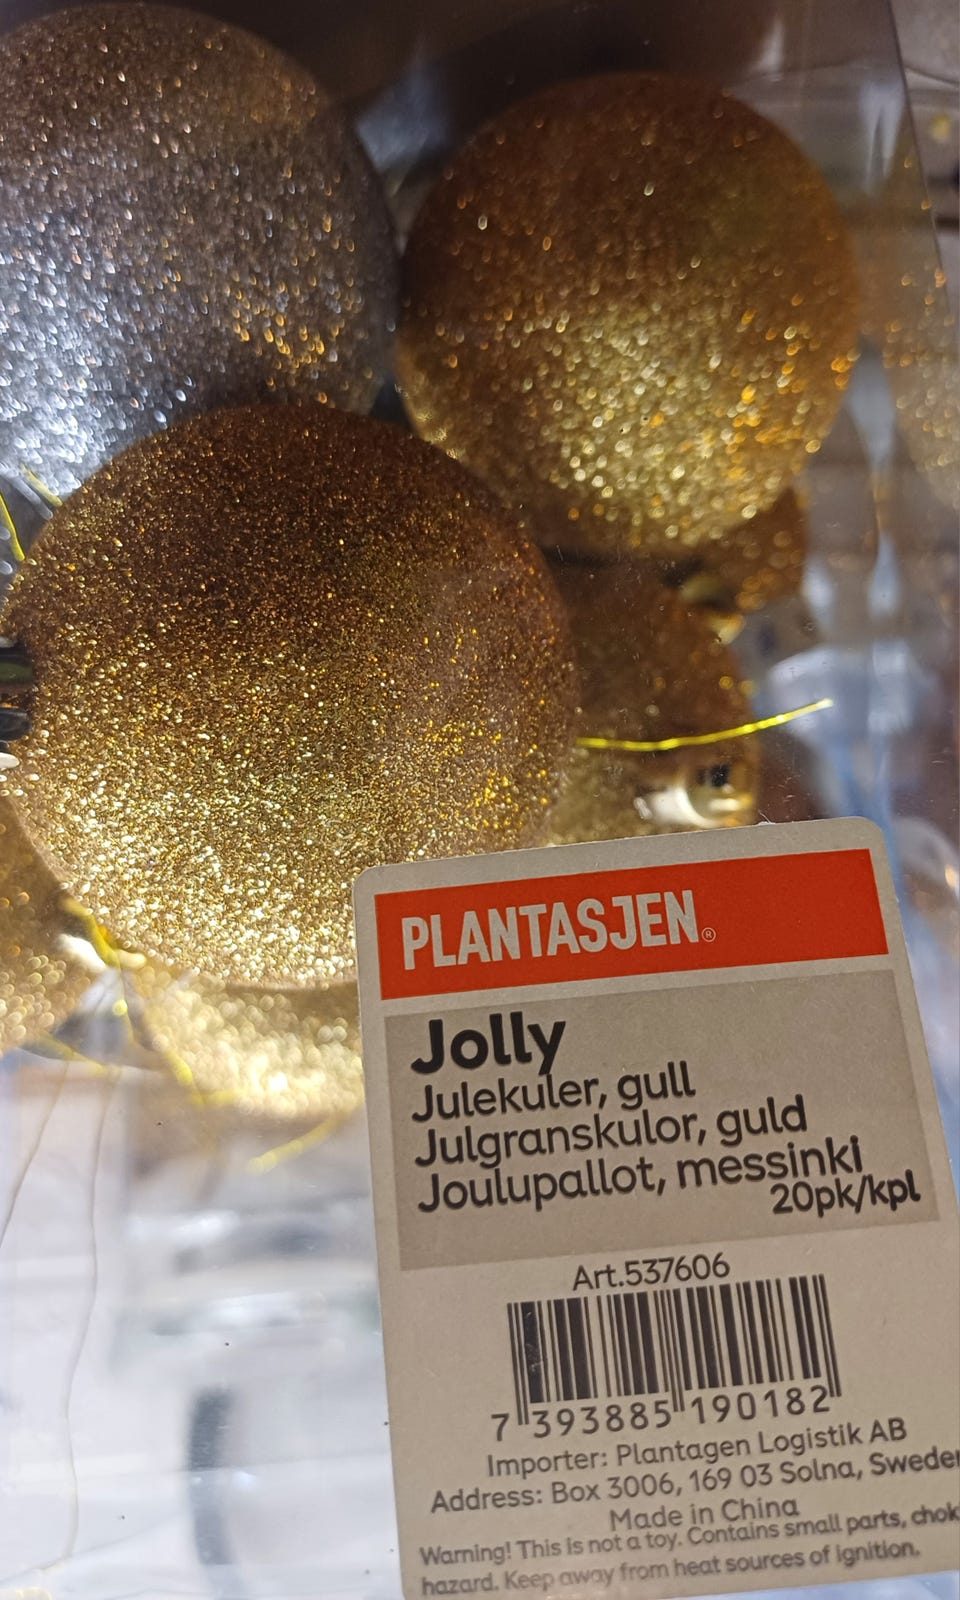 PLANTASJEN®
Jolly
Julekuler, gull
Julgranskulor, guld
Joulupallot, messinki
20pk/kpl
Art.537606
7 393885 190182
Importer: Plantagen Logistik AB
Address: Box 3006, 169 03 Solna, Sweden
Made in China
Warning! This is not a toy. Contains small parts, chok
hazard. Keep away from heat sources of ignition.